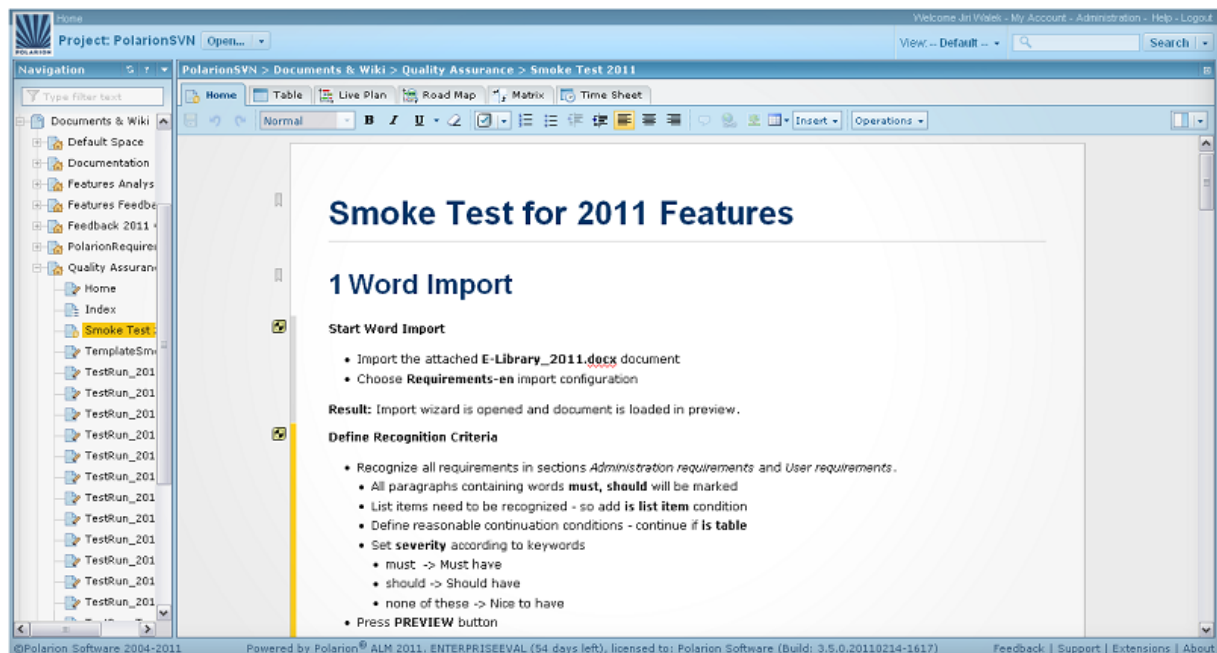 Home
Welcome Jiri Walek - My Account - Administration - Help - Logout
POLARION
Project: PolarionSVN Open...
View: -- Default -- Search
Navigation
PolarionSVN > Documents & Wiki > Quality Assurance > Smoke Test 2011
Type filter text
Home Table Live Plan Road Map Matrix Time Sheet
Normal B I U Insert Operations
Documents & Wiki
Default Space
Documentation
Features Analys
Features Feedba
Feedback 2011
PolarionRequirer
Quality Assuran
Home
Index
Smoke Test
TemplateSm
TestRun_201
TestRun_201
TestRun_201
TestRun_201
TestRun_201
TestRun_201
TestRun_201
TestRun_201
TestRun_201
TestRun_201
TestRun_201
TestRun_201
Smoke Test for 2011 Features
1 Word Import
Start Word Import
• Import the attached E-Library_2011.docx document
• Choose Requirements-en import configuration
Result: Import wizard is opened and document is loaded in preview.
Define Recognition Criteria
• Recognize all requirements in sections Administration requirements and User requirements.
• All paragraphs containing words must, should will be marked
• List items need to be recognized - so add is list item condition
• Define reasonable continuation conditions - continue if is table
• Set severity according to keywords
• must -> Must have
• should -> Should have
• none of these -> Nice to have
• Press PREVIEW button
©Polarion Software 2004-2011
Powered by Polarion® ALM 2011, ENTERPRISEEVAL (54 days left), licensed to: Polarion Software (Build: 3.5.0.20110214-1617)
Feedback | Support | Extensions | About